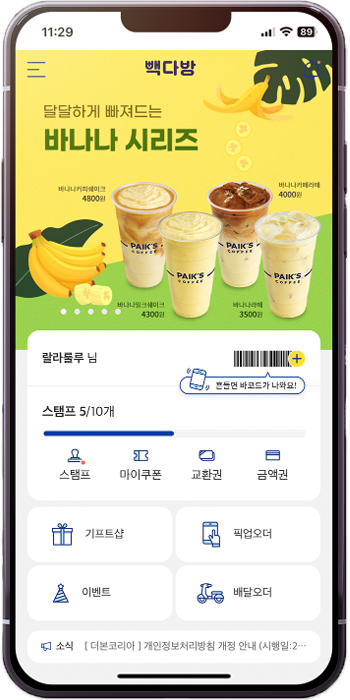 11:29
89
빽다방
달달하게 빠져드는
바나나 시리즈
바나나커피쉐이크
4800원
바나나카페라떼
4000원
PAIK'S
COFFEE
PAIK'S
COFFEE
PAIK'S
COFFEE
PAIK'S
COFFEE
바나나밀크쉐이크
4300원
바나나라떼
3500원
랄라룰루 님
흔들면 바코드가 나와요!
스탬프 5/10개
스탬프
마이쿠폰
교환권
금액권
기프트샵
픽업오더
이벤트
배달오더
소식 [ 더본코리아 ] 개인정보처리방침 개정 안내 (시행일:2···